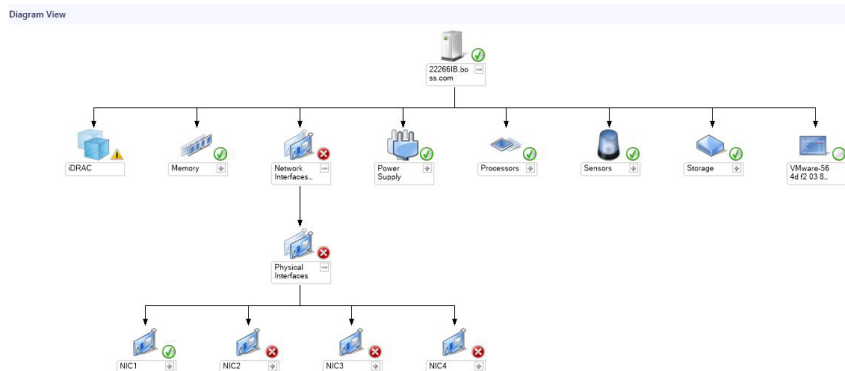 Diagram View
22266IB.bo
ss.com
iDRAC
Memory
Network
Interfaces...
Power
Supply
Processors
Sensors
Storage
VMware-56
4d f2 03 8...
Physical
Interfaces
NIC1
NIC2
NIC3
NIC4